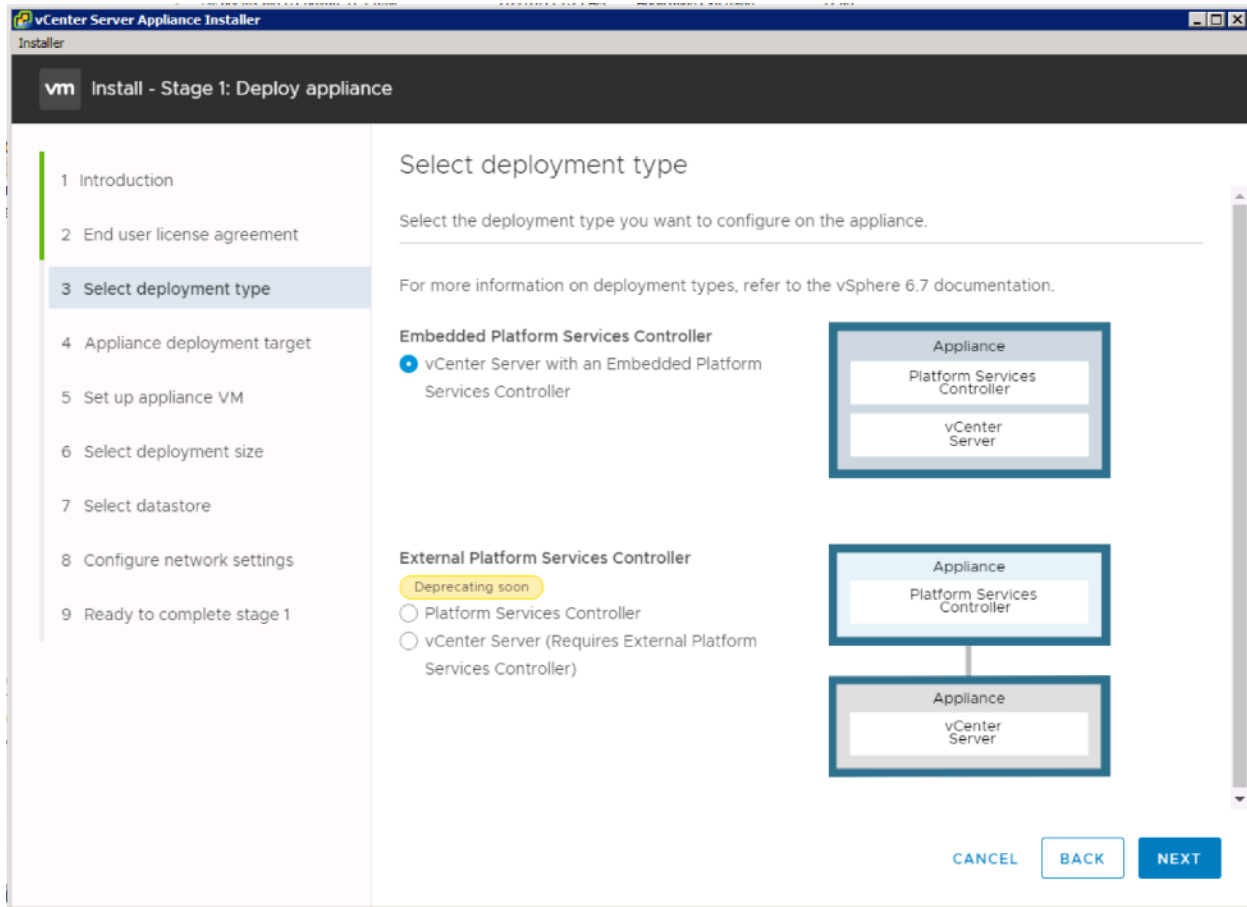 vCenter Server Appliance Installer
Installer
vm Install - Stage 1: Deploy appliance
1 Introduction
2 End user license agreement
3 Select deployment type
4 Appliance deployment target
5 Set up appliance VM
6 Select deployment size
7 Select datastore
8 Configure network settings
9 Ready to complete stage 1
Select deployment type
Select the deployment type you want to configure on the appliance.
For more information on deployment types, refer to the vSphere 6.7 documentation.
Embedded Platform Services Controller
vCenter Server with an Embedded Platform
Services Controller
Appliance
Platform Services
Controller
vCenter
Server
External Platform Services Controller
Deprecating soon
Platform Services Controller
vCenter Server (Requires External Platform
Services Controller)
Appliance
Platform Services
Controller
Appliance
vCenter
Server
CANCEL
BACK
NEXT